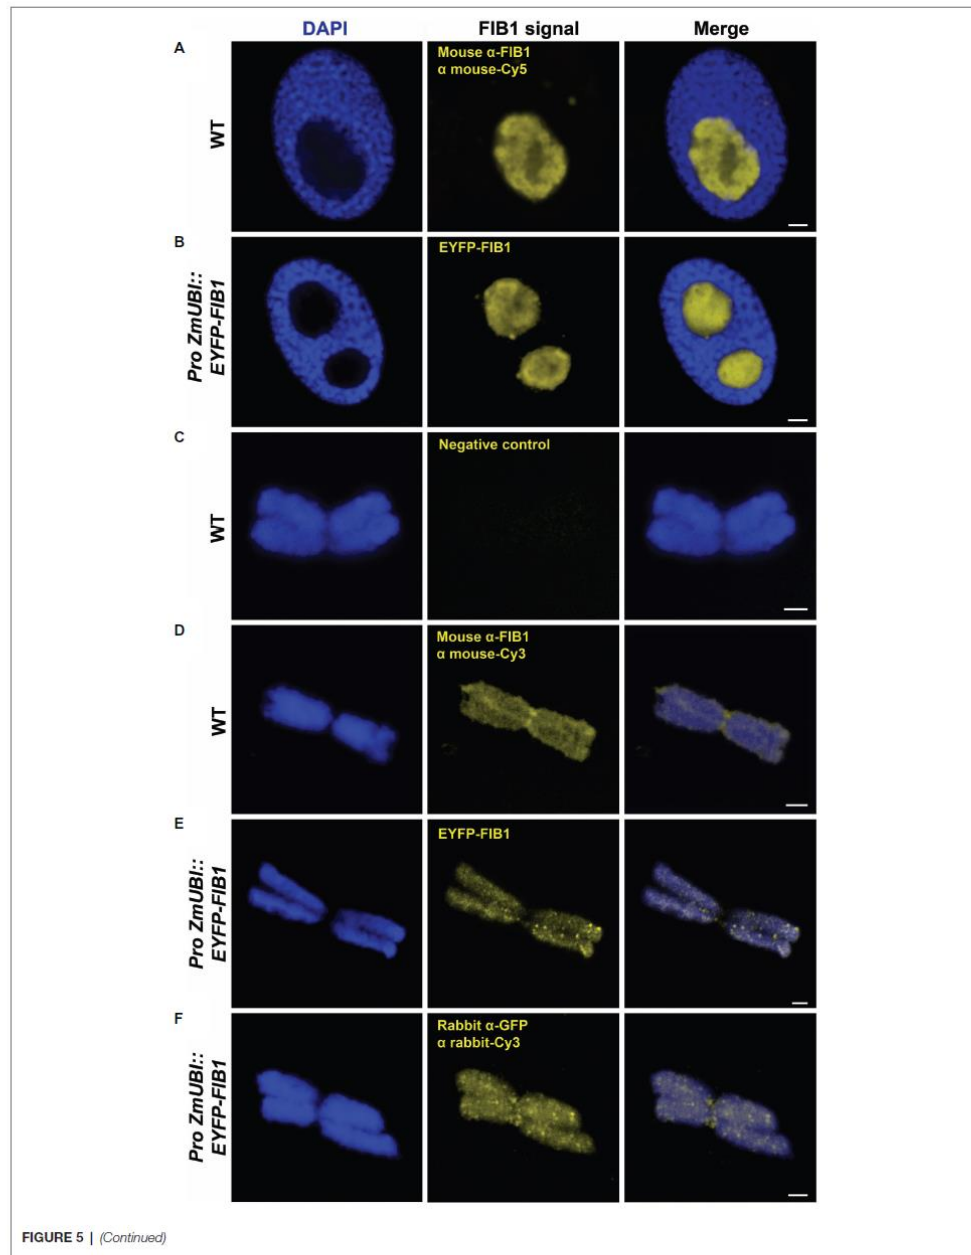 DAPI FIB1 signal Merge
A
WT
Mouse α-FIB1
α mouse-Cy5
B
Pro ZmUBI::
EYFP-FIB1
EYFP-FIB1
C
WT
Negative control
D
WT
Mouse α-FIB1
α mouse-Cy3
E
Pro ZmUBI::
EYFP-FIB1
EYFP-FIB1
F
Pro ZmUBI::
EYFP-FIB1
Rabbit α-GFP
α rabbit-Cy3
FIGURE 5 | (Continued)